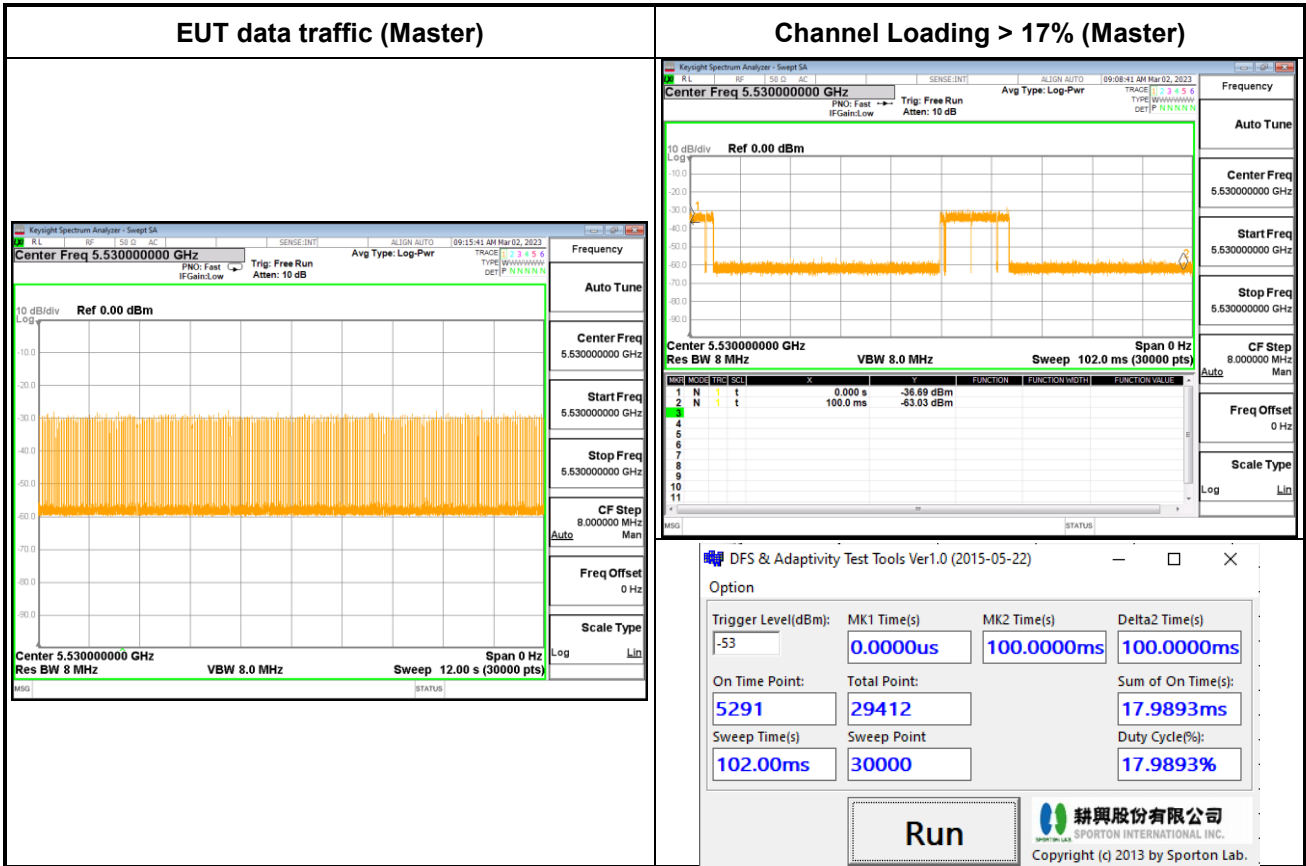 EUT data traffic (Master)
Channel Loading > 17% (Master)
Keysight Spectrum Analyzer - Swept SA
RL RF 50 Ω AC SENSE:INT ALIGN AUTO 09:15:41 AM Mar 02, 2023
Center Freq 5.530000000 GHz
PNO: Fast
IFGain:Low
Trig: Free Run
Atten: 10 dB
Avg Type: Log-Pwr
TRACE 1 2 3 4 5 6
TYPE WWWWWW
DET P N N N N N
10 dB/div Ref 0.00 dBm
Log
-10.0
-20.0
-30.0
-40.0
-50.0
-60.0
-70.0
-80.0
-90.0
Center 5.530000000 GHz Span 0 Hz
Res BW 8 MHz VBW 8.0 MHz Sweep 12.00 s (30000 pts)
MSG STATUS
Frequency
Auto Tune
Center Freq
5.530000000 GHz
Start Freq
5.530000000 GHz
Stop Freq
5.530000000 GHz
CF Step
8.000000 MHz
Auto Man
Freq Offset
0 Hz
Scale Type
Log Lin
Keysight Spectrum Analyzer - Swept SA
RL RF 50 Ω AC SENSE:INT ALIGN AUTO 09:08:41 AM Mar 02, 2023
Center Freq 5.530000000 GHz
PNO: Fast
IFGain:Low
Trig: Free Run
Atten: 10 dB
Avg Type: Log-Pwr
TRACE 1 2 3 4 5 6
TYPE WWWWWW
DET P N N N N N
10 dB/div Ref 0.00 dBm
Log
-10.0
-20.0
-30.0
-40.0
-50.0
-60.0
-70.0
-80.0
-90.0
1
2
Center 5.530000000 GHz Span 0 Hz
Res BW 8 MHz VBW 8.0 MHz Sweep 102.0 ms (30000 pts)
MKR MODE TRC SCL X Y FUNCTION FUNCTION WIDTH FUNCTION VALUE
1 N 1 t 0.000 s -36.69 dBm
2 N 1 t 100.0 ms -63.03 dBm
3
4
5
6
7
8
9
10
11
MSG STATUS
Frequency
Auto Tune
Center Freq
5.530000000 GHz
Start Freq
5.530000000 GHz
Stop Freq
5.530000000 GHz
CF Step
8.000000 MHz
Auto Man
Freq Offset
0 Hz
Scale Type
Log Lin
DFS & Adaptivity Test Tools Ver1.0 (2015-05-22)
Option
Trigger Level(dBm): MK1 Time(s) MK2 Time(s) Delta2 Time(s)
-53 0.0000us 100.0000ms 100.0000ms
On Time Point: Total Point: Sum of On Time(s):
5291 29412 17.9893ms
Sweep Time(s) Sweep Point Duty Cycle(%):
102.00ms 30000 17.9893%
Run
耕興股份有限公司
SPORTON LAB. SPORTON INTERNATIONAL INC.
Copyright (c) 2013 by Sporton Lab.